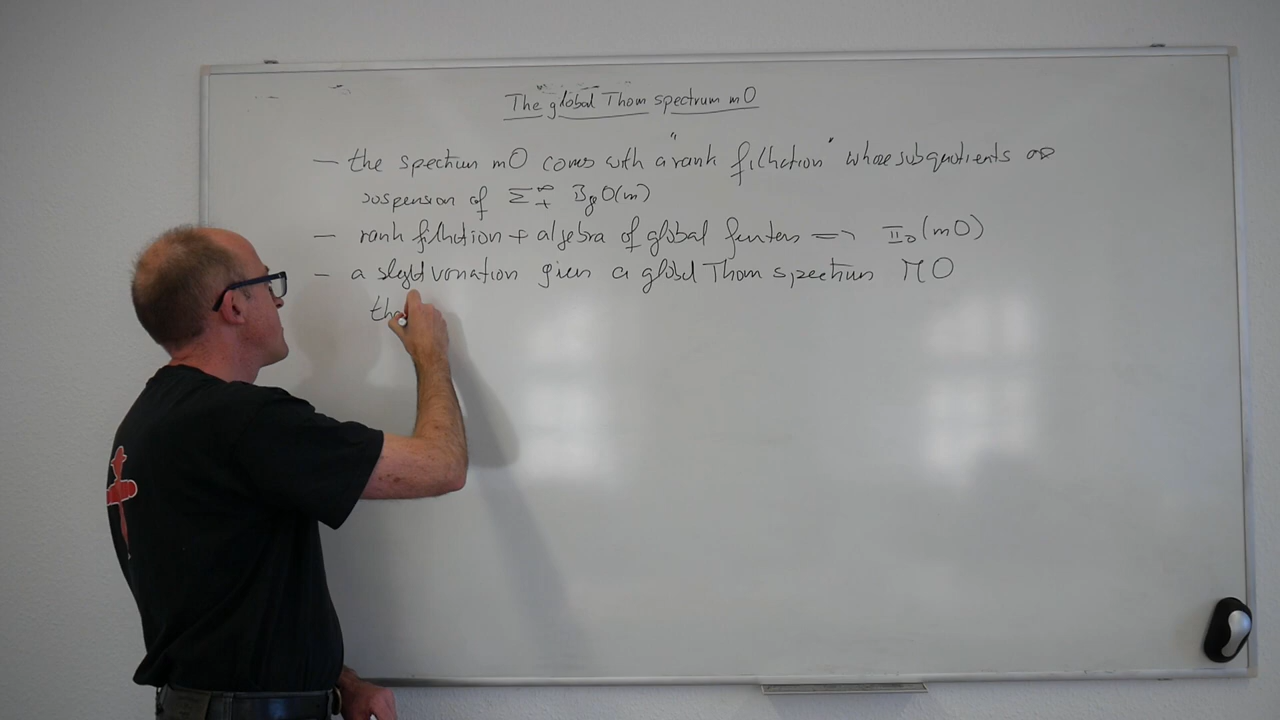 The global Thom spectrum mO
— the spectrum mO comes with a "rank filtration" whose subquotients are
suspension of Σ^∞_+ B_gl O(m)
— rank filtration + algebra of global functors => π_0(mO)
— a slight variation gives a global Thom spectrum MO
tha